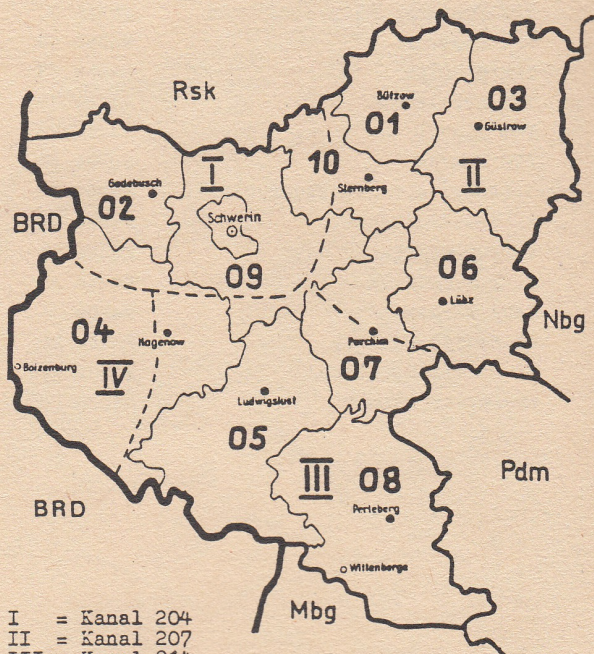 Rsk
Bützow
01
03
Güstrow
I
10
II
Gadebusch
02
Sternberg
BRD
Schwerin
09
06
Lübz
Nbg
04
Hagenow
Parchim
07
Boizenburg
IV
Ludwigslust
05
III
08
Pdm
BRD
Perleberg
Wittenberge
Mbg
I = Kanal 204
II = Kanal 207